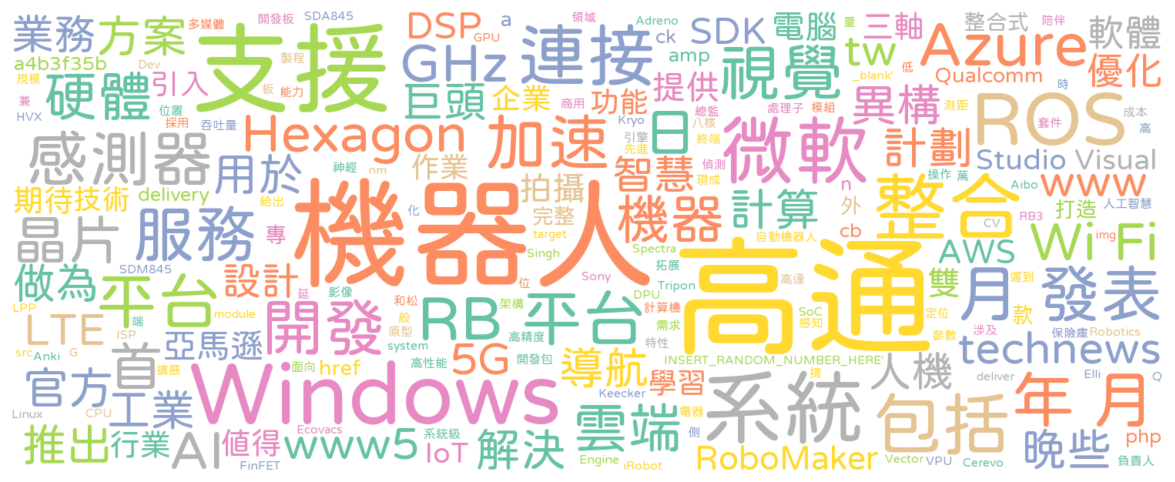 業務
方案
多媒體
開發板
SDA845
支援
DSP
GPU
a
領域
Adreno
ck
SDK
電腦
量
三軸
整合式
陪伴
軟體
a4b3f35b
Dev
製程
GHz
連接
amp
視覺
tw
_blank'
低
Azure
Qualcomm
優化
規模
硬體
引入
位置
板
能力
巨頭
企業
商用
功能
提供
總監
處理子
模組
異構
測距
時
ROS
成本
套件
高
兼
HVX
採用
吞吐量
感測器
Hexagon
加速
Kryo
八核
引擎
先進
終端
日
微軟
計劃
Studio
Visual
用於
神經
nm
作業
智慧
偵測
現成
n
操作
萬
Aibo
www
人工智慧
期待技術
delivery
給出
機器人
拍攝
完整
機器
計算
外
cb
整合
CV
RB3
打造
img
晶片
服務
專
化
target
Singh
Spectra
自動機器人
AWS
Wi
Fi
SDM845
做為
平台
設計
延
影像
和松
般
位
Sony
拓展
Tripon
DPU
高通
高達
雙
月
遲到
款
發表
LPP
端
module
LTE
ISP
開發
原型
RB
架構
高精度
平台
計算機
需求
SoC
感知
定位
參數
涉及
保險庫
Robotics
src
Anki
G
首
擴展
亞馬遜
system
高性能
5G
開發包
特性
INSERT_RANDOM_NUMBER_HERE'
technews
官方
工業
Windows
面向
href
導航
學習
掃
人機
deliver
Elli
Q
Linux
CPU
Keecker
電器
系統
包括
年
月
推出
行業
AI
值得
Ecovacs
www5
系統級
IoT
解決
雲端
側
RoboMaker
晚些
php
FinFET
Engine
iRobot
Vector
VPU
Cerevo
負責人